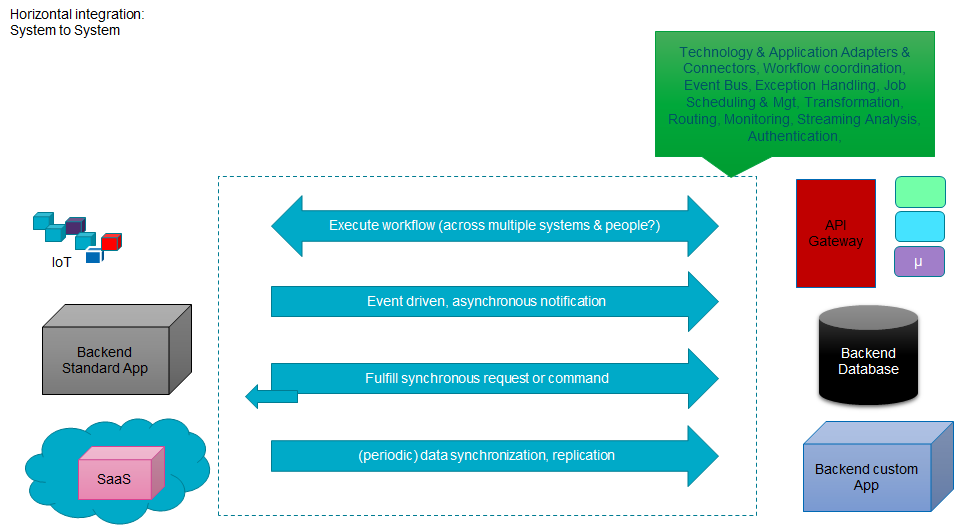 Horizontal integration:
System to System
Technology & Application Adapters &
Connectors, Workflow coordination,
Event Bus, Exception Handling, Job
Scheduling & Mgt, Transformation,
Routing, Monitoring, Streaming Analysis,
Authentication,
Execute workflow (across multiple systems & people?)
API
Gateway
μ
IoT
Event driven, asynchronous notification
Backend
Standard App
Backend
Database
Fulfill synchronous request or command
(periodic) data synchronization, replication
SaaS
Backend custom
App